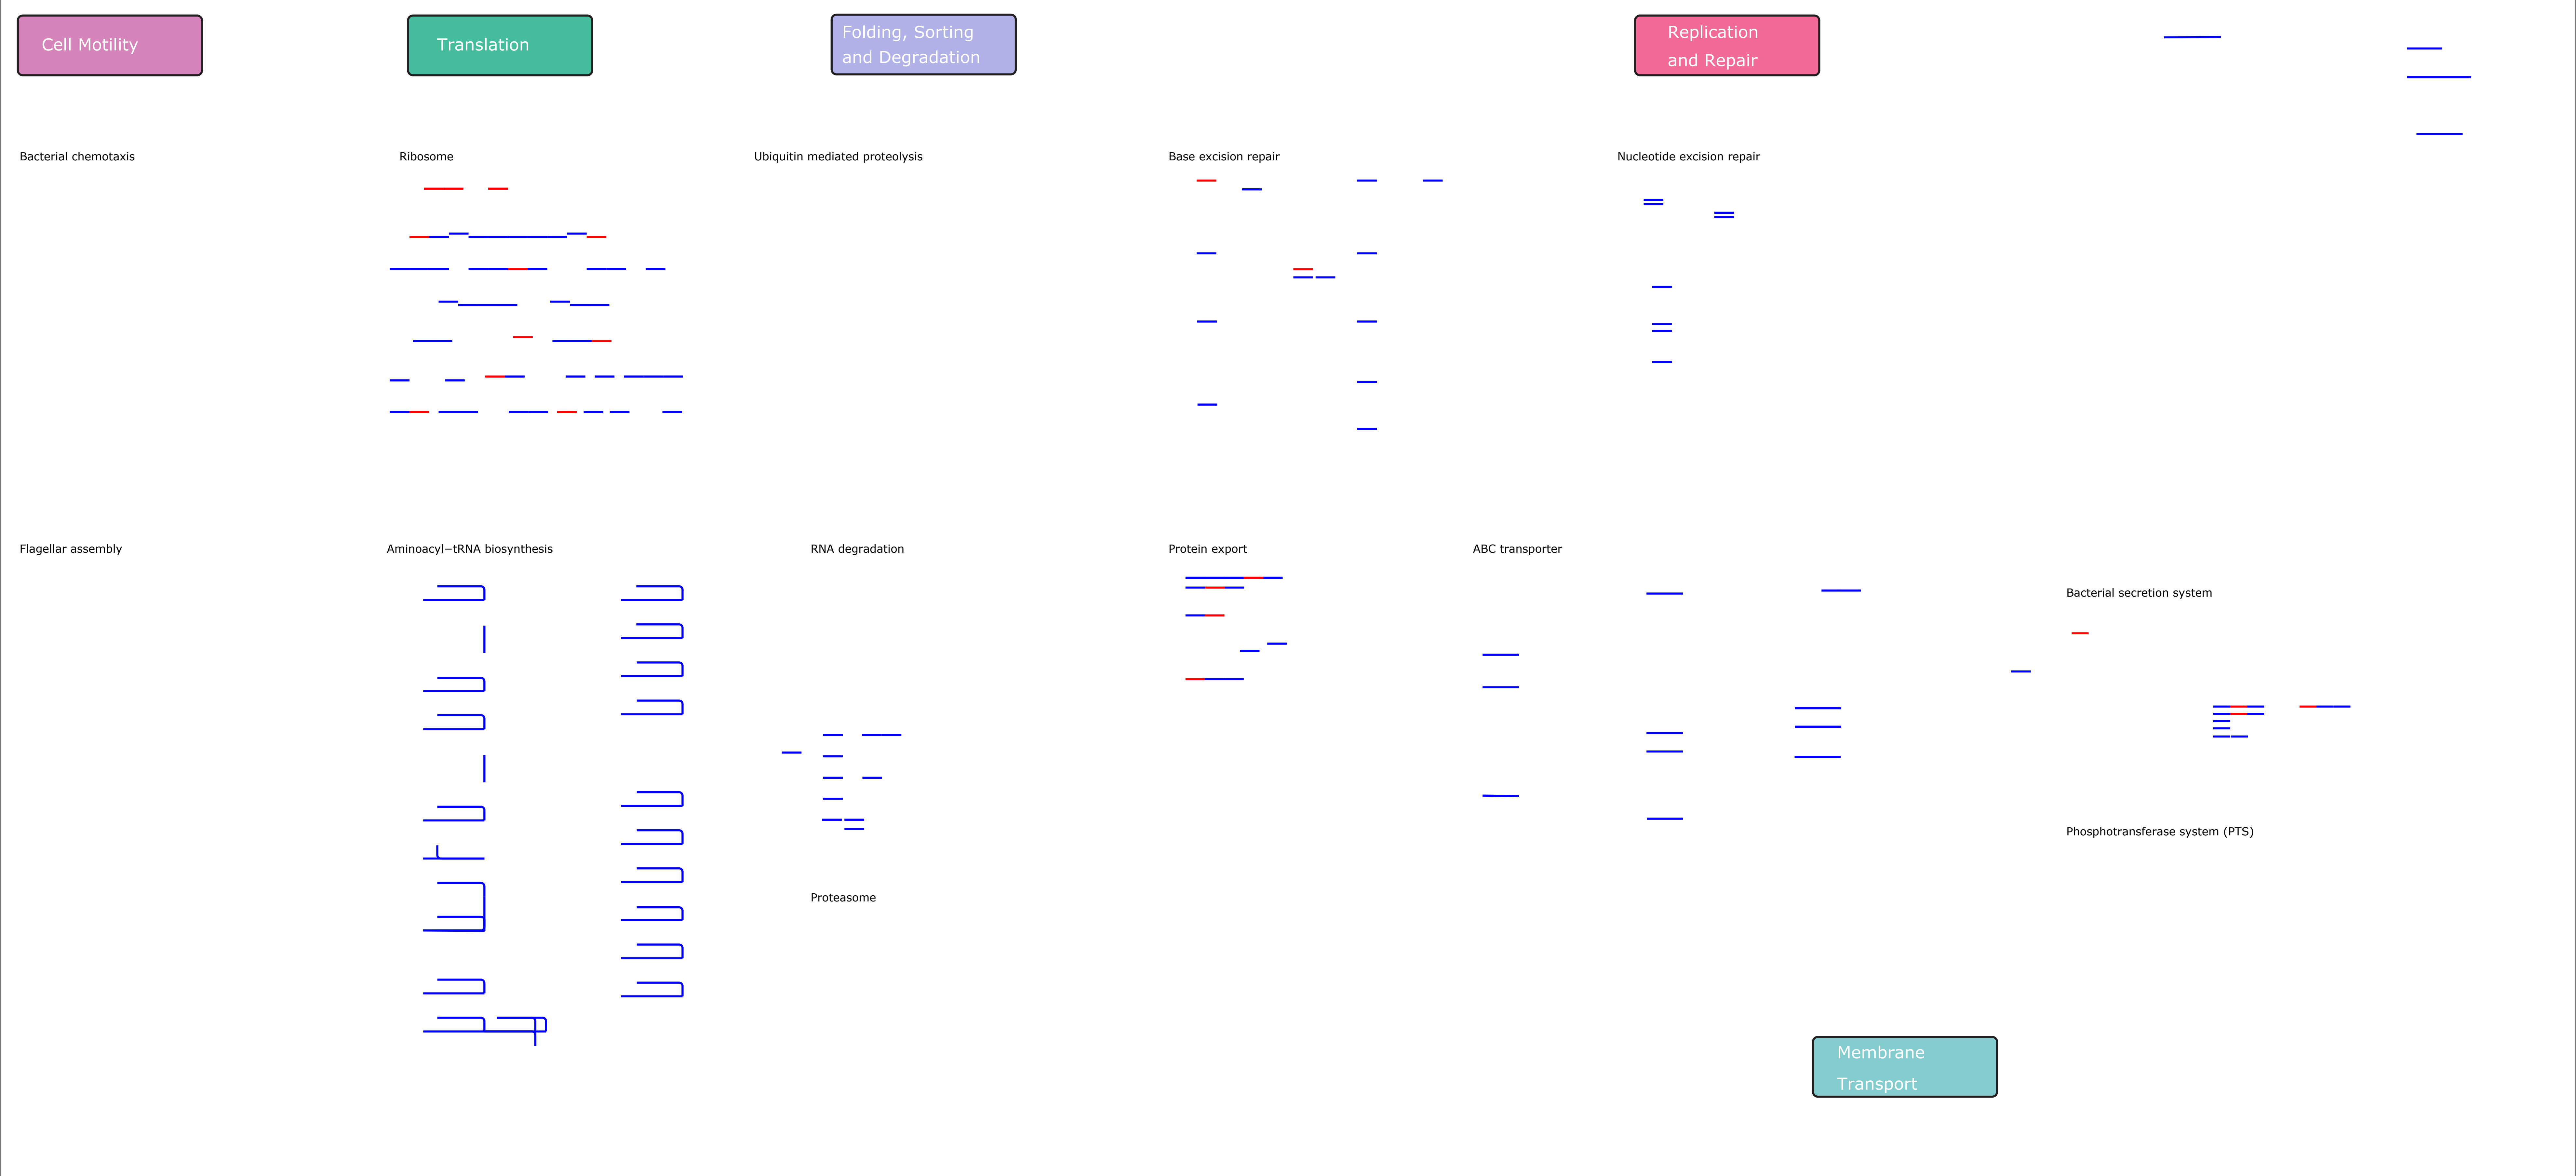 Cell Motility
Translation
Folding, Sorting
and Degradation
Replication
and Repair
Bacterial chemotaxis
Ribosome
Ubiquitin mediated proteolysis
Base excision repair
Nucleotide excision repair
Flagellar assembly
Aminoacyl−tRNA biosynthesis
RNA degradation
Protein export
ABC transporter
Bacterial secretion system
Phosphotransferase system (PTS)
Proteasome
Membrane
Transport